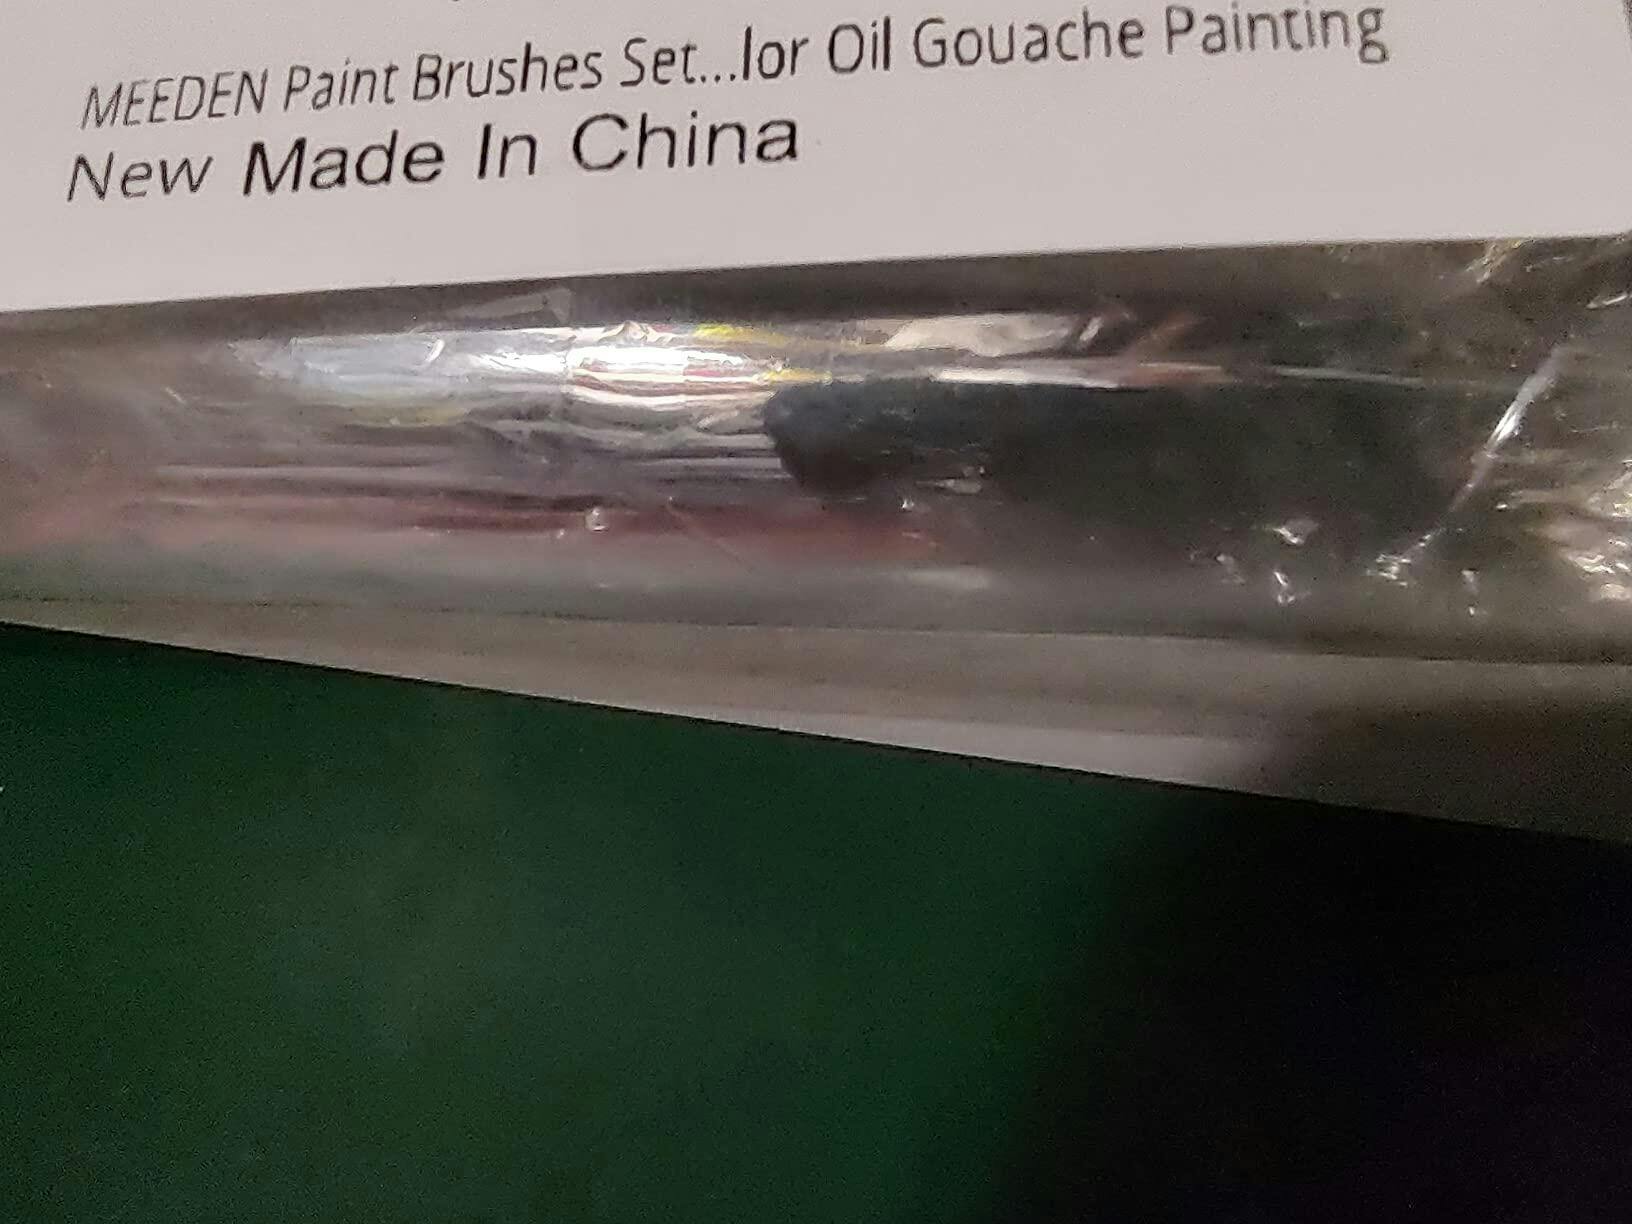 MEEDEN Paint Brushes Set...lor Oil Gouache Painting
New Made In China